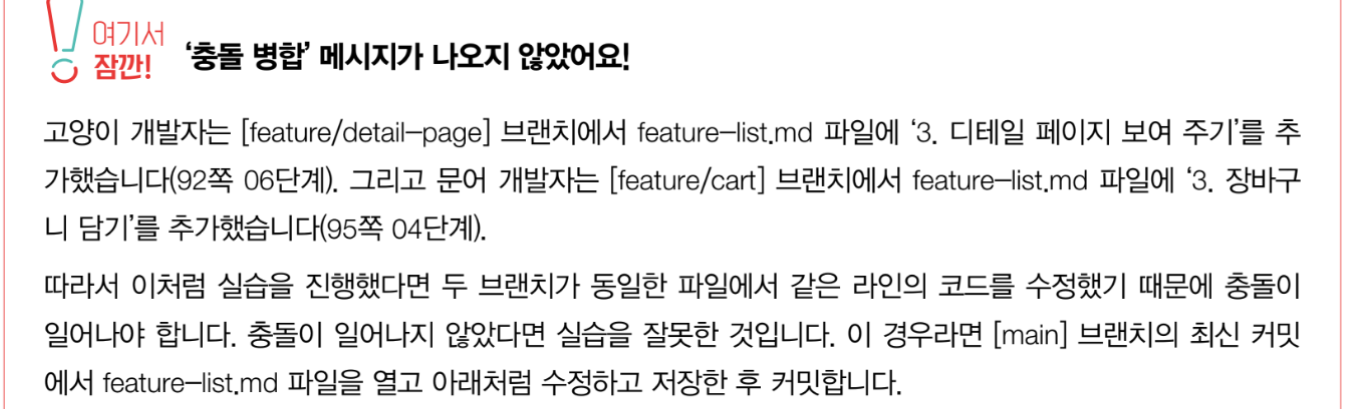 여기서
잠깐! ‘충돌 병합’ 메시지가 나오지 않았어요!
고양이 개발자는 [feature/detail-page] 브랜치에서 feature-list.md 파일에 ‘3. 디테일 페이지 보여 주기’를 추
가했습니다(92쪽 06단계). 그리고 문어 개발자는 [feature/cart] 브랜치에서 feature-list.md 파일에 ‘3. 장바구
니 담기’를 추가했습니다(95쪽 04단계).
따라서 이처럼 실습을 진행했다면 두 브랜치가 동일한 파일에서 같은 라인의 코드를 수정했기 때문에 충돌이
일어나야 합니다. 충돌이 일어나지 않았다면 실습을 잘못한 것입니다. 이 경우라면 [main] 브랜치의 최신 커밋
에서 feature-list.md 파일을 열고 아래처럼 수정하고 저장한 후 커밋합니다.